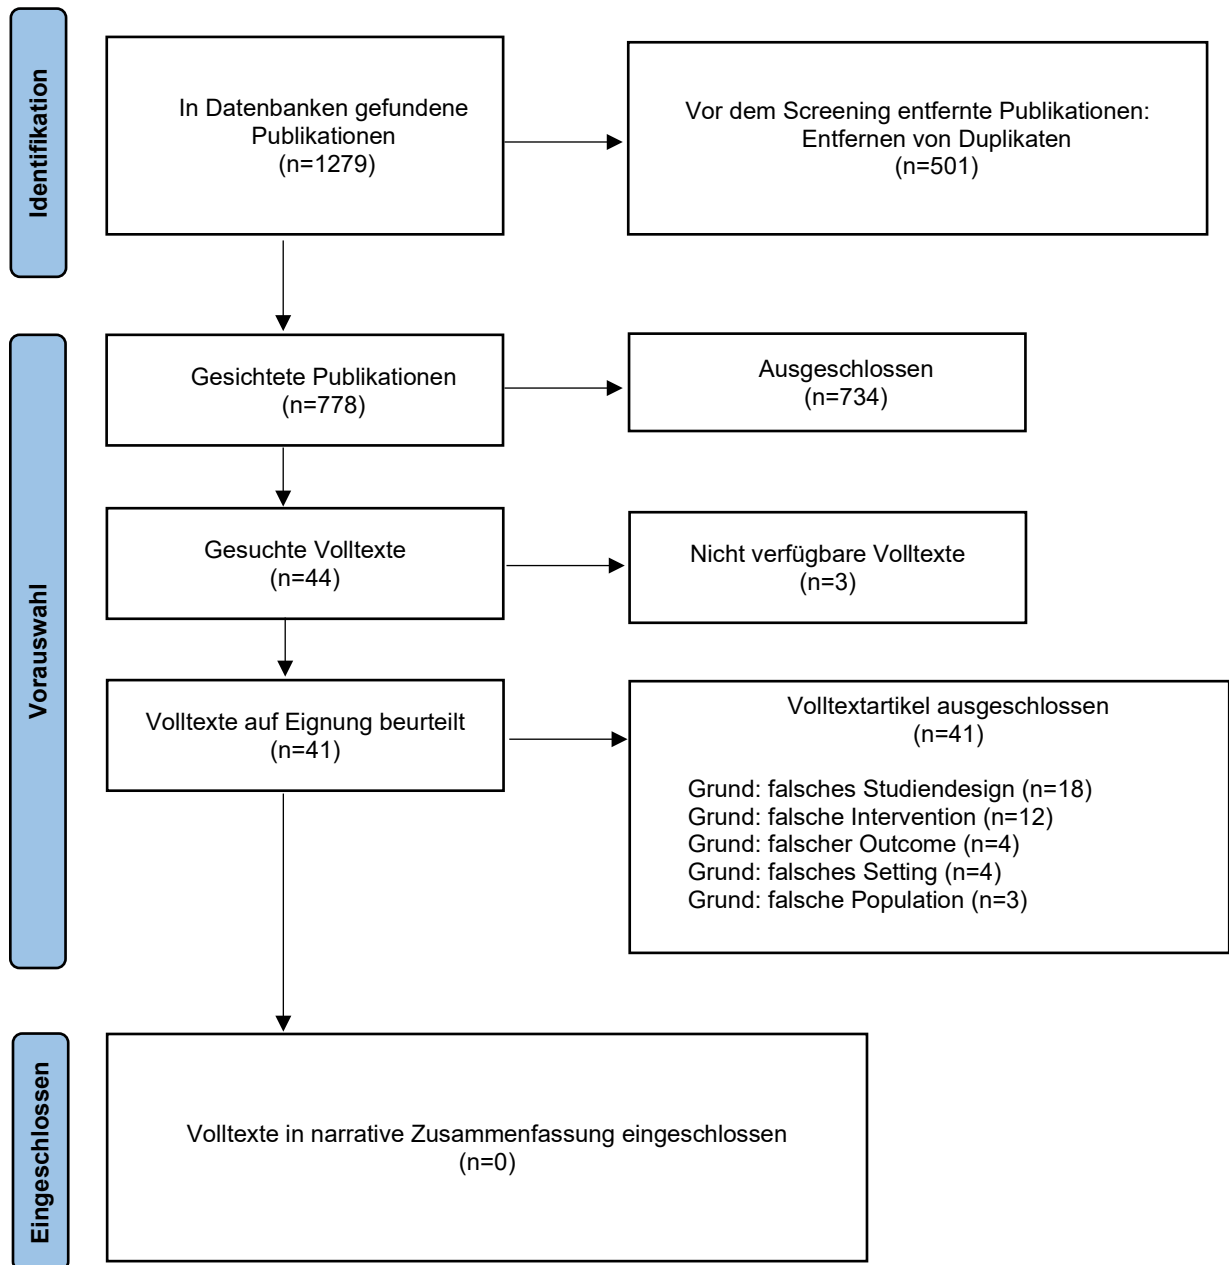 Identifikation
In Datenbanken gefundene
Publikationen
(n=1279)
Vor dem Screening entfernte Publikationen:
Entfernen von Duplikaten
(n=501)
Vorauswahl
Gesichtete Publikationen
(n=778)
Ausgeschlossen
(n=734)
Gesuchte Volltexte
(n=44)
Nicht verfügbare Volltexte
(n=3)
Volltexte auf Eignung beurteilt
(n=41)
Volltextartikel ausgeschlossen
(n=41)
Grund: falsches Studiendesign (n=18)
Grund: falsche Intervention (n=12)
Grund: falscher Outcome (n=4)
Grund: falsches Setting (n=4)
Grund: falsche Population (n=3)
Eingeschlossen
Volltexte in narrative Zusammenfassung eingeschlossen
(n=0)